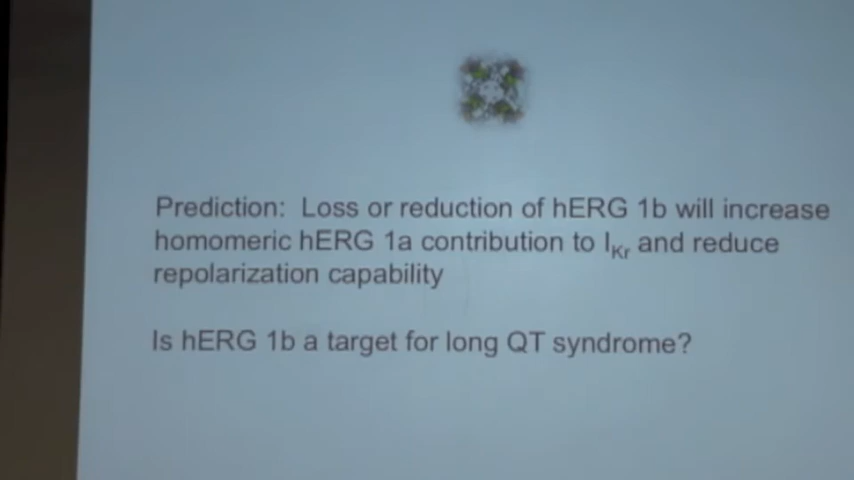 Prediction: Loss or reduction of hERG 1b will increase
homomeric hERG 1a contribution to IKr and reduce
repolarization capability
Is hERG 1b a target for long QT syndrome?